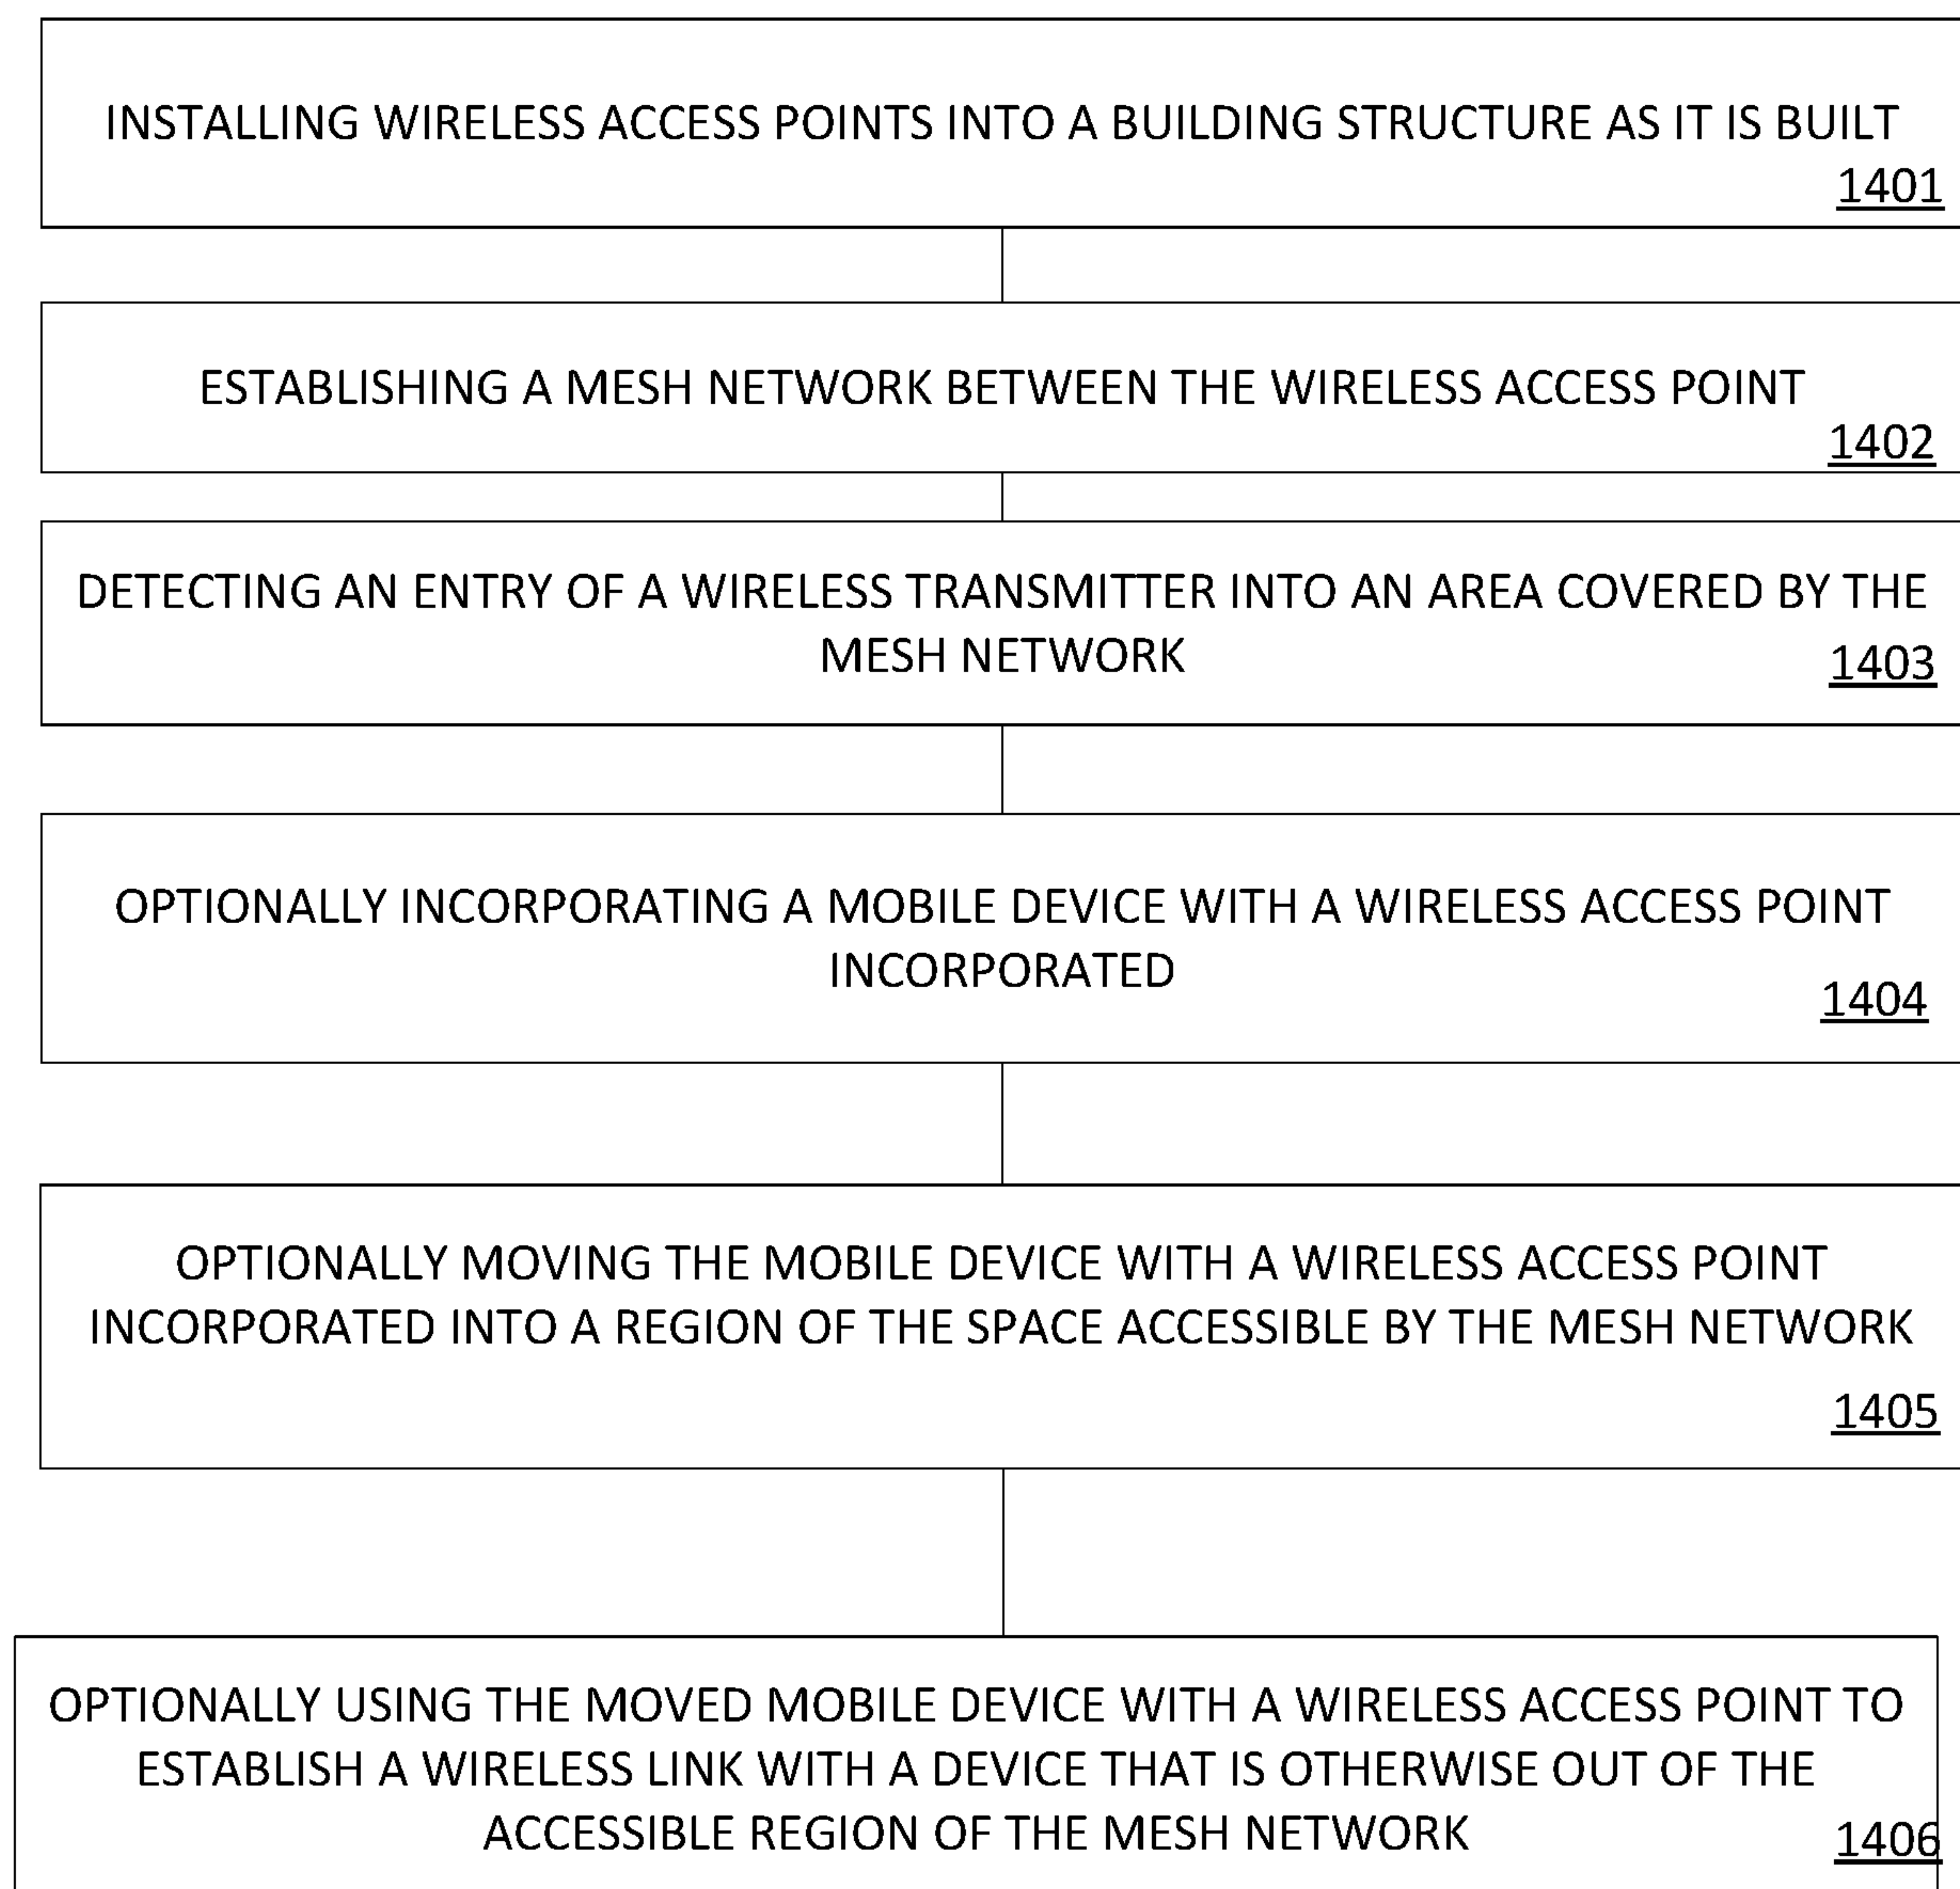 INSTALLING WIRELESS ACCESS POINTS INTO A BUILDING STRUCTURE AS IT IS BUILT
1401
ESTABLISHING A MESH NETWORK BETWEEN THE WIRELESS ACCESS POINT
1402
DETECTING AN ENTRY OF A WIRELESS TRANSMITTER INTO AN AREA COVERED BY THE
MESH NETWORK
1403
OPTIONALLY INCORPORATING A MOBILE DEVICE WITH A WIRELESS ACCESS POINT
INCORPORATED
1404
OPTIONALLY MOVING THE MOBILE DEVICE WITH A WIRELESS ACCESS POINT
INCORPORATED INTO A REGION OF THE SPACE ACCESSIBLE BY THE MESH NETWORK
1405
OPTIONALLY USING THE MOVED MOBILE DEVICE WITH A WIRELESS ACCESS POINT TO
ESTABLISH A WIRELESS LINK WITH A DEVICE THAT IS OTHERWISE OUT OF THE
ACCESSIBLE REGION OF THE MESH NETWORK
1406